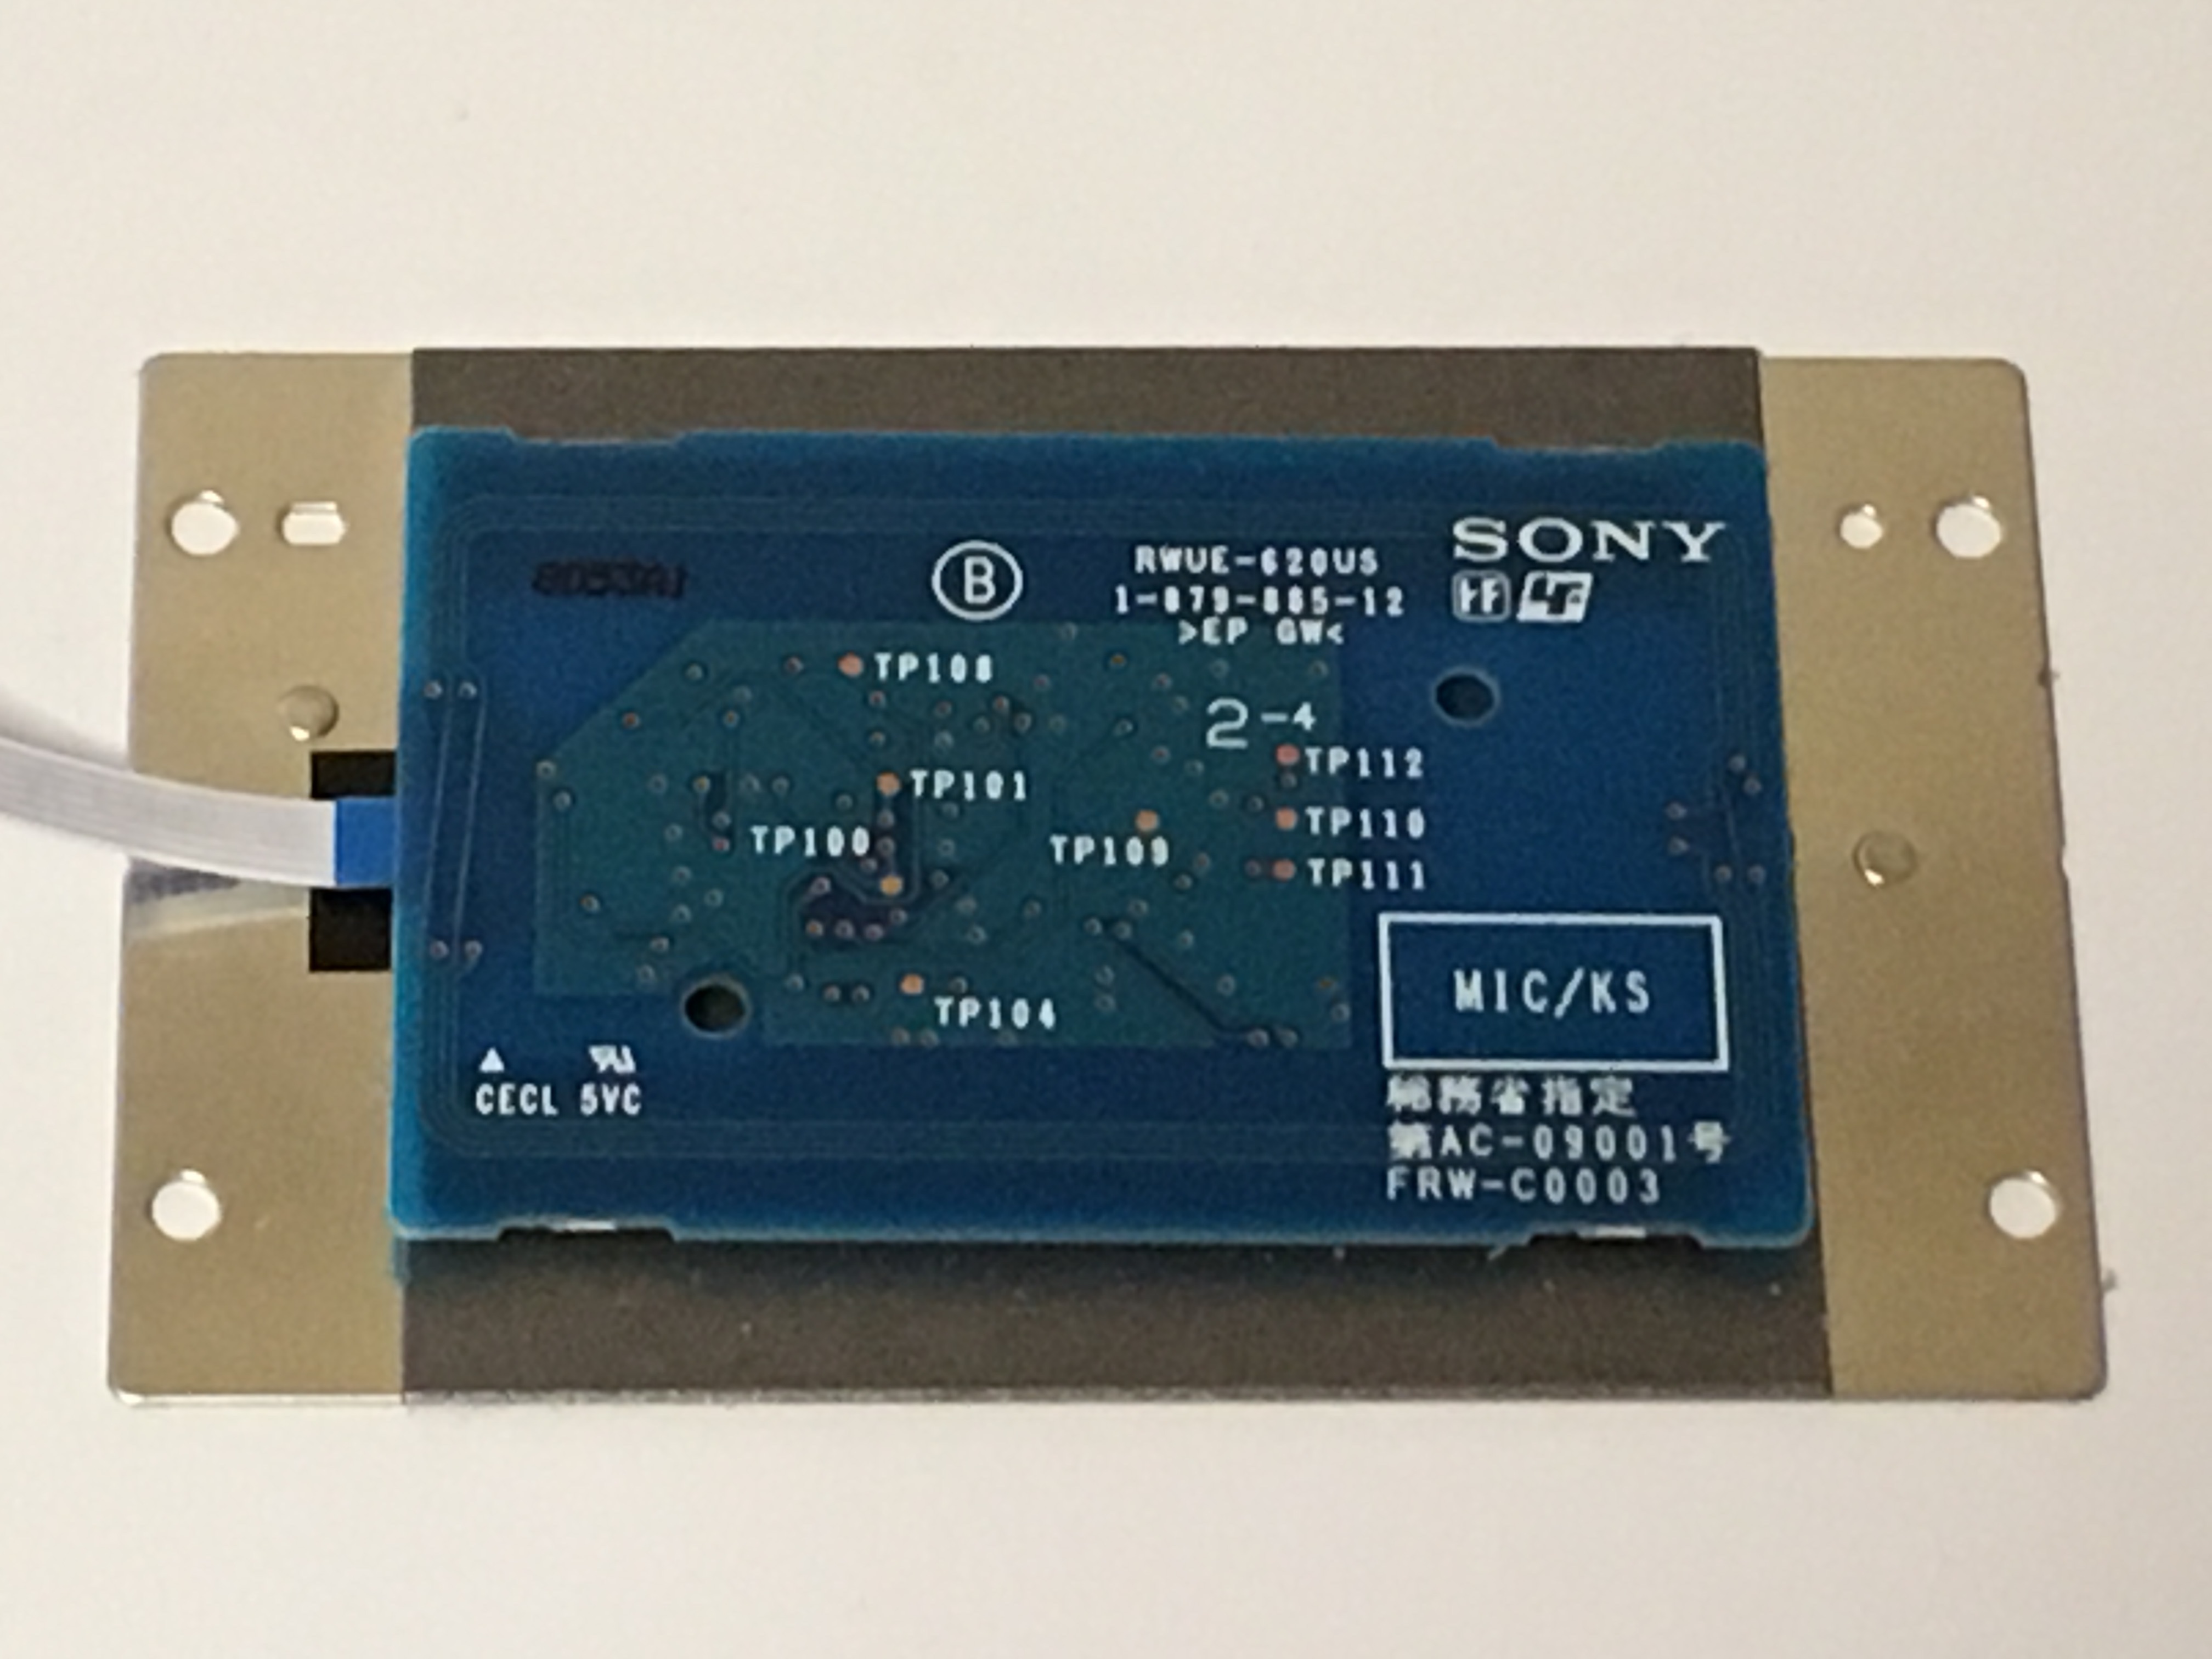 SONY
B
RWUE-620US
1-879-885-12
>EP GW<
LF
TP108
2-4
TP112
TP101
TP110
TP100
TP109
TP111
MIC/KS
TP104
CECL 5VC
総務省指定
第AC-09001号
FRW-C0003